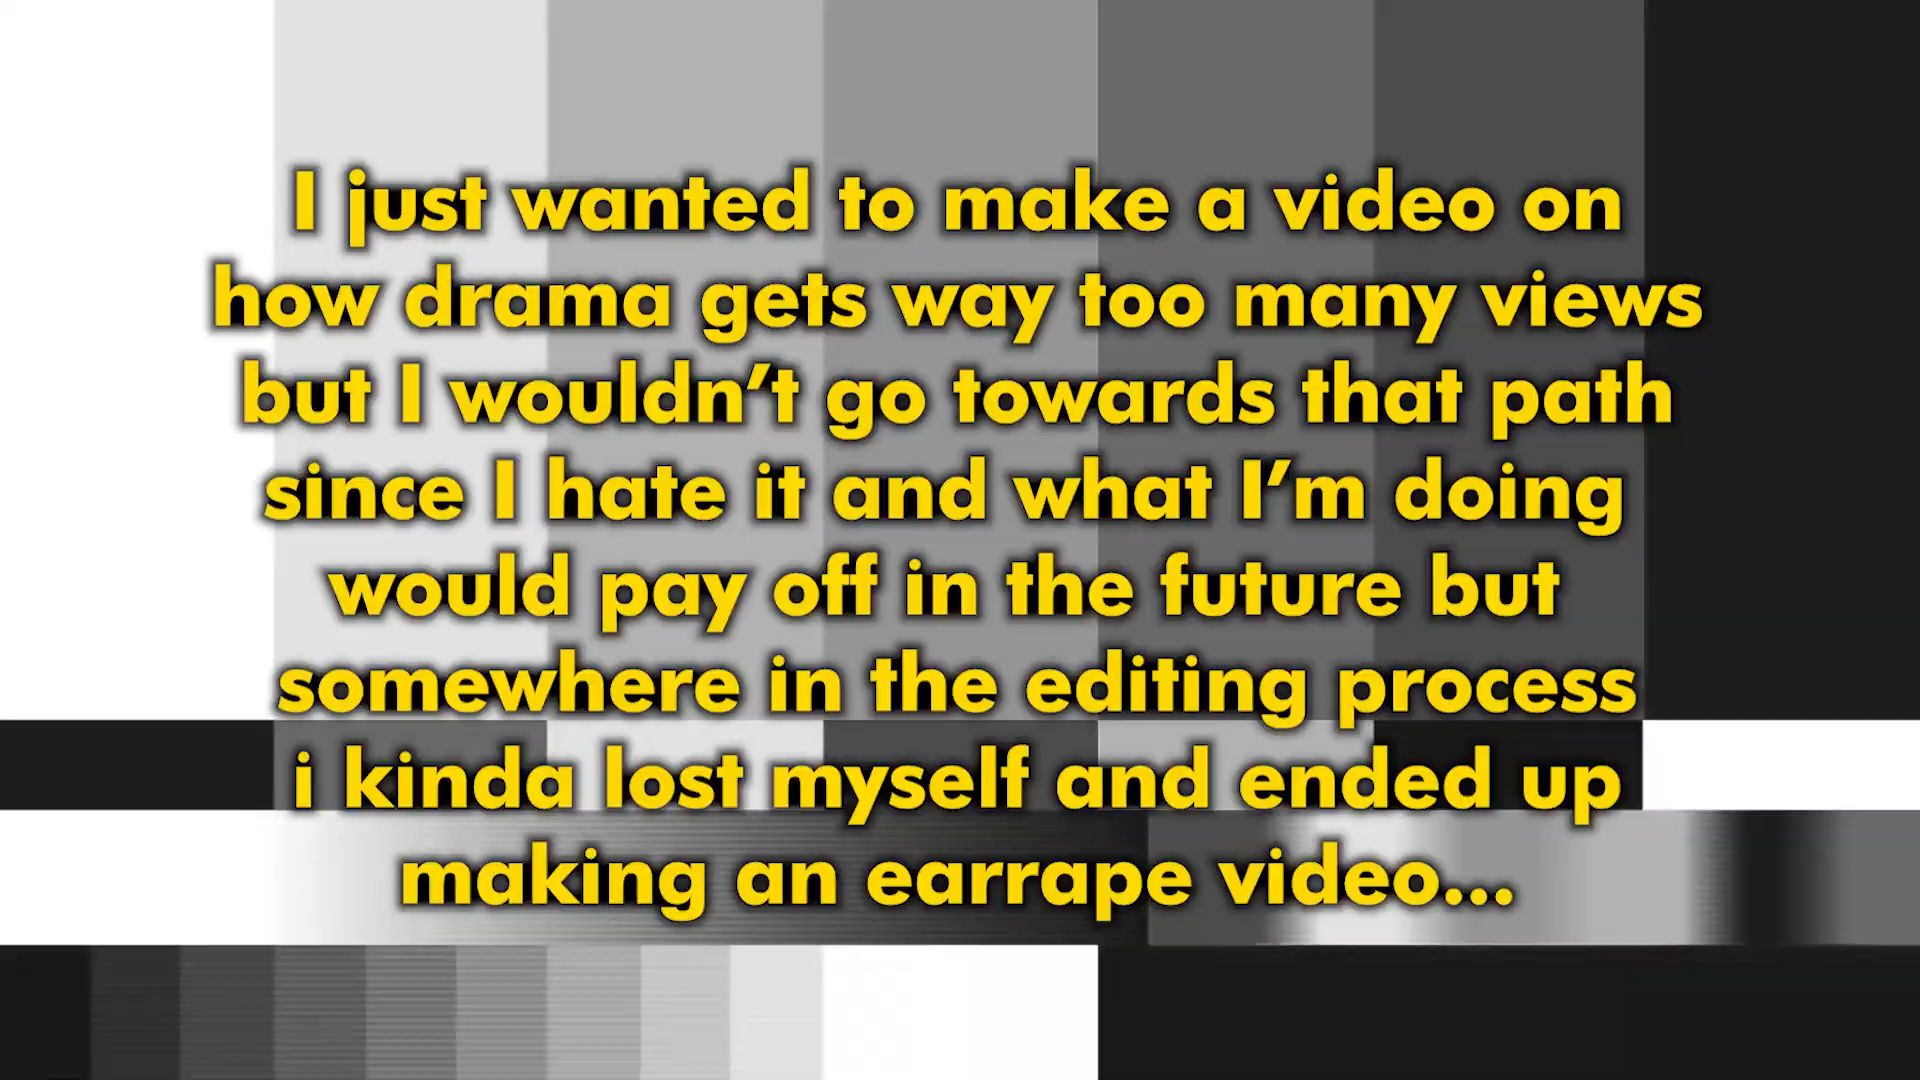 I just wanted to make a video on
how drama gets way too many views
but I wouldn't go towards that path
since I hate it and what I'm doing
would pay off in the future but
somewhere in the editing process
i kinda lost myself and ended up
making an earrape video...